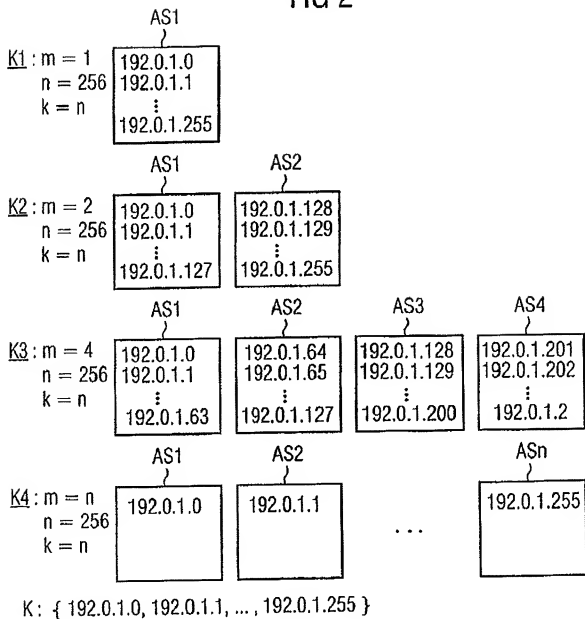 FIG 2
AS1
K1 : m = 1
n = 256
k = n
192.0.1.0
192.0.1.1
⋮
192.0.1.255
AS1 AS2
K2 : m = 2
n = 256
k = n
192.0.1.0 192.0.1.128
192.0.1.1 192.0.1.129
⋮ ⋮
192.0.1.127 192.0.1.255
AS1 AS2 AS3 AS4
K3 : m = 4
n = 256
k = n
192.0.1.0 192.0.1.64 192.0.1.128 192.0.1.201
192.0.1.1 192.0.1.65 192.0.1.129 192.0.1.202
⋮ ⋮ ⋮ ⋮
192.0.1.63 192.0.1.127 192.0.1.200 192.0.1.2
AS1 AS2 ASn
K4 : m = n
n = 256
k = n
192.0.1.0 192.0.1.1 ... 192.0.1.255
K: { 192.0.1.0, 192.0.1.1, ... , 192.0.1.255 }